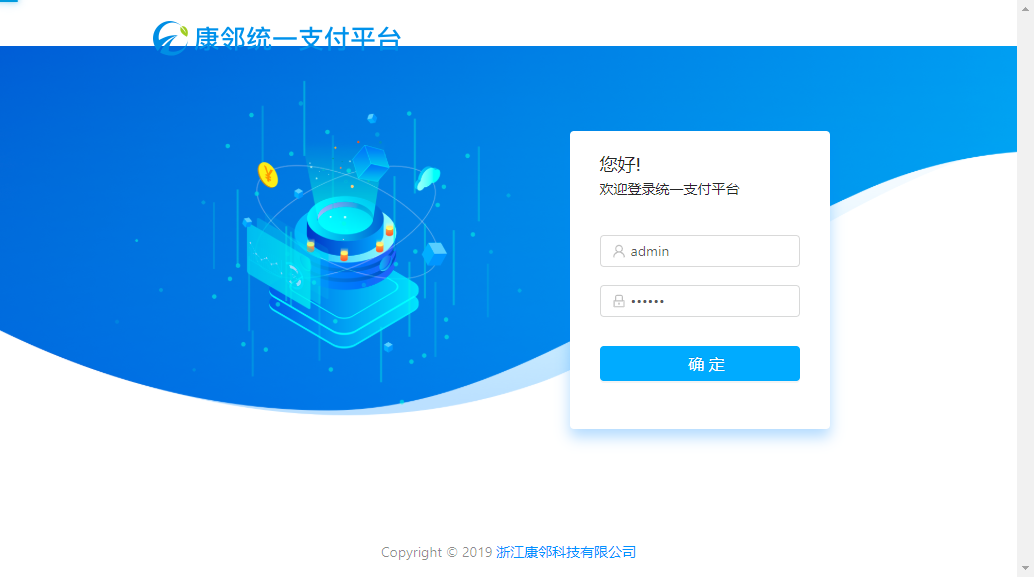 康邻统一支付平台
您好!
欢迎登录统一支付平台
admin
••••••
确 定
Copyright © 2019 浙江康邻科技有限公司